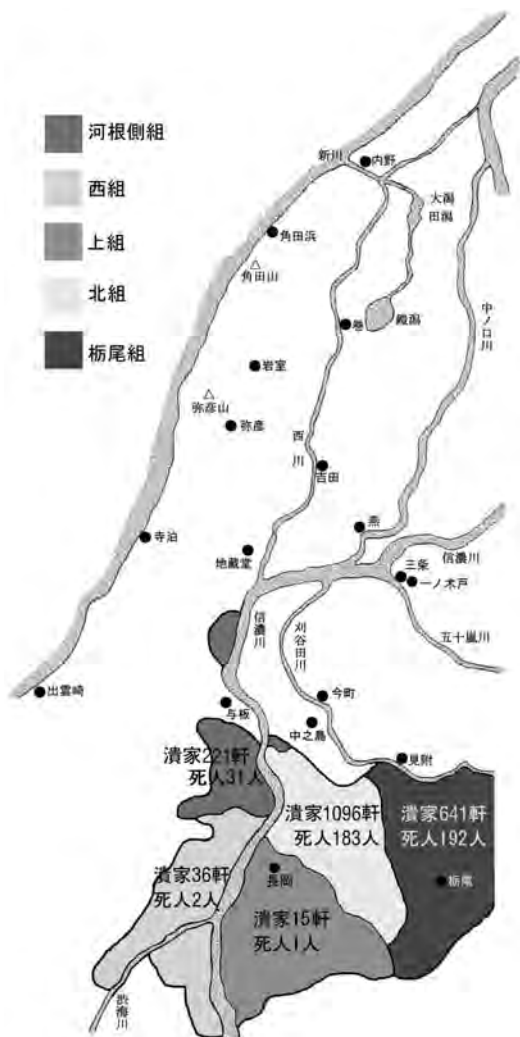 河根側組
西組
上組
北組
栃尾組
新川
内野
大潟
田潟
角田浜
角田山
中ノ口川
巻
鎧潟
岩室
弥彦山
弥彦
西川
吉田
燕
寺泊
地蔵堂
信濃川
三条
一ノ木戸
信濃川
刈谷田川
五十嵐川
出雲崎
与板
今町
中之島
見附
潰家221軒
死人31人
潰家1096軒
死人183人
潰家641軒
死人192人
潰家36軒
死人2人
長岡
栃尾
潰家15軒
死人1人
渋海川